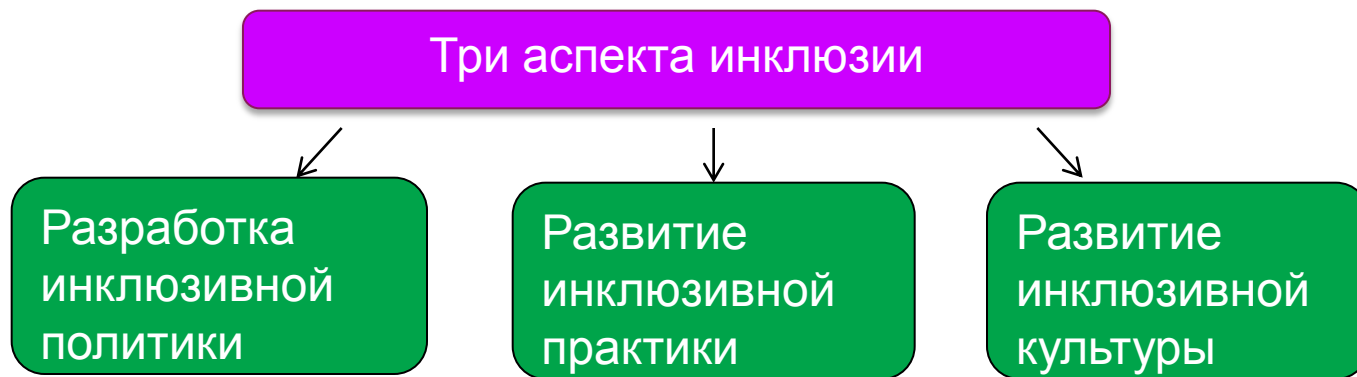 Три аспекта инклюзии
Разработка
инклюзивной
политики
Развитие
инклюзивной
практики
Развитие
инклюзивной
культуры